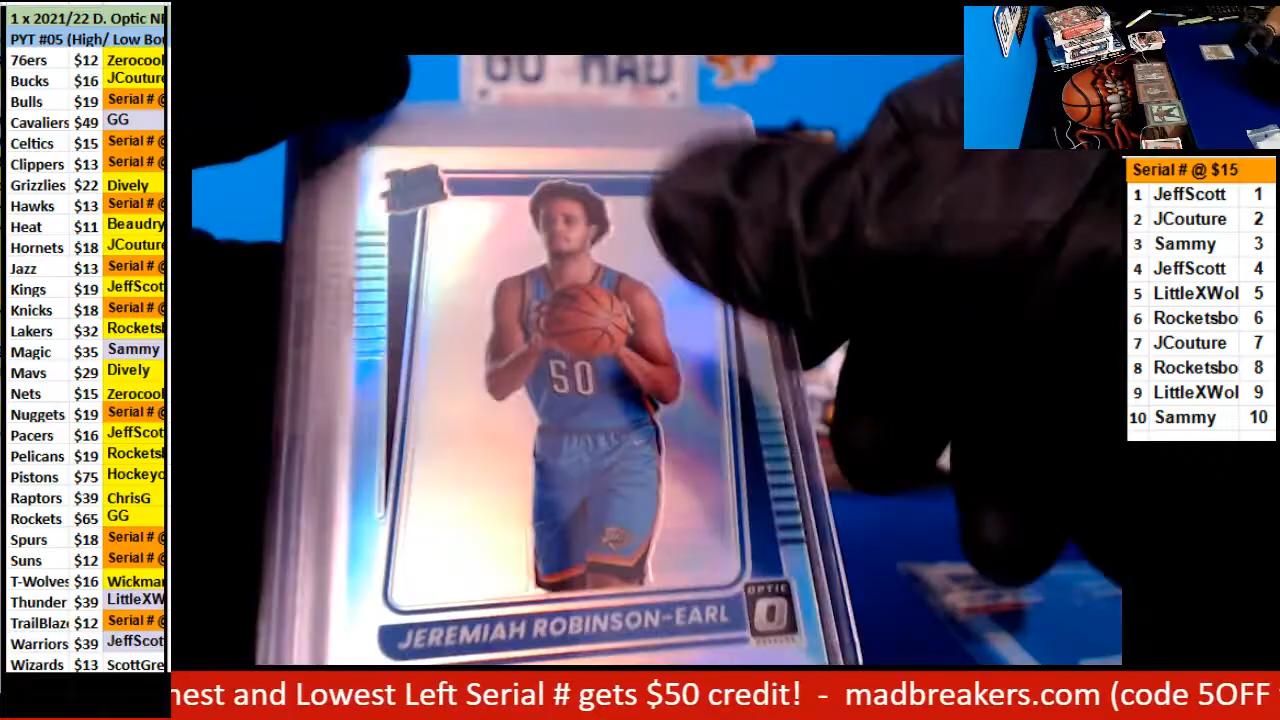 1 x 2021/22 D. Optic
PYT #05 (High/ Low
76ers $12 Zerocool
Bucks $16 JCouture
Bulls $19 Serial # @
Cavaliers $49 GG
Celtics $15 Serial # @
Clippers $13 Serial # @
Grizzlies $22 Dively
Hawks $13 Serial # @
Heat $11 Beaudry
Hornets $18 JCouture
Jazz $13 Serial # @
Kings $19 JeffScot
Knicks $18 Serial # @
Lakers $32 Rockets
Magic $35 Sammy
Mavs $29 Dively
Nets $15 Zerocool
Nuggets $19 Serial # @
Pacers $16 JeffScot
Pelicans $19 Rockets
Pistons $75 Hockeyo
Raptors $39 ChrisG
Rockets $65 GG
Spurs $18 Serial # @
Suns $12 Serial # @
T-Wolves $16 Wickma
Thunder $39 LittleXW
TrailBlaz $12 Serial # @
Warriors $39 JeffScot
Wizards $13 ScottGre
GO MAD
50
OPTIC
JEREMIAH ROBINSON-EARL
Serial # @ $15
1 JeffScott 1
2 JCouture 2
3 Sammy 3
4 JeffScott 4
5 LittleXWol 5
6 Rocketsbo 6
7 JCouture 7
8 Rocketsbo 8
9 LittleXWol 9
10 Sammy 10
hest and Lowest Left Serial # gets $50 credit! - madbreakers.com (code 5OFF